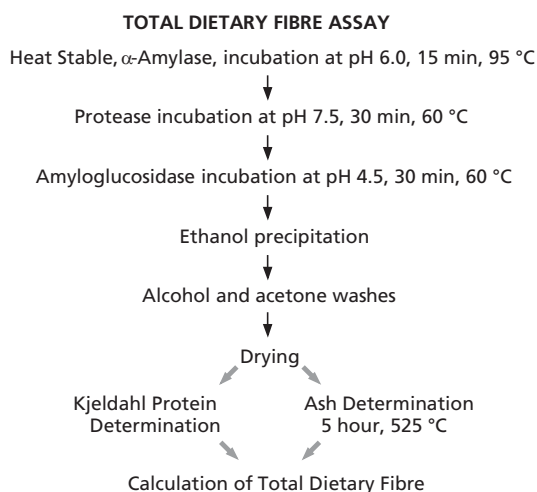 TOTAL DIETARY FIBRE ASSAY
Heat Stable, α-Amylase, incubation at pH 6.0, 15 min, 95 °C
Protease incubation at pH 7.5, 30 min, 60 °C
Amyloglucosidase incubation at pH 4.5, 30 min, 60 °C
Ethanol precipitation
Alcohol and acetone washes
Drying
Kjeldahl Protein
Determination
Ash Determination
5 hour, 525 °C
Calculation of Total Dietary Fibre